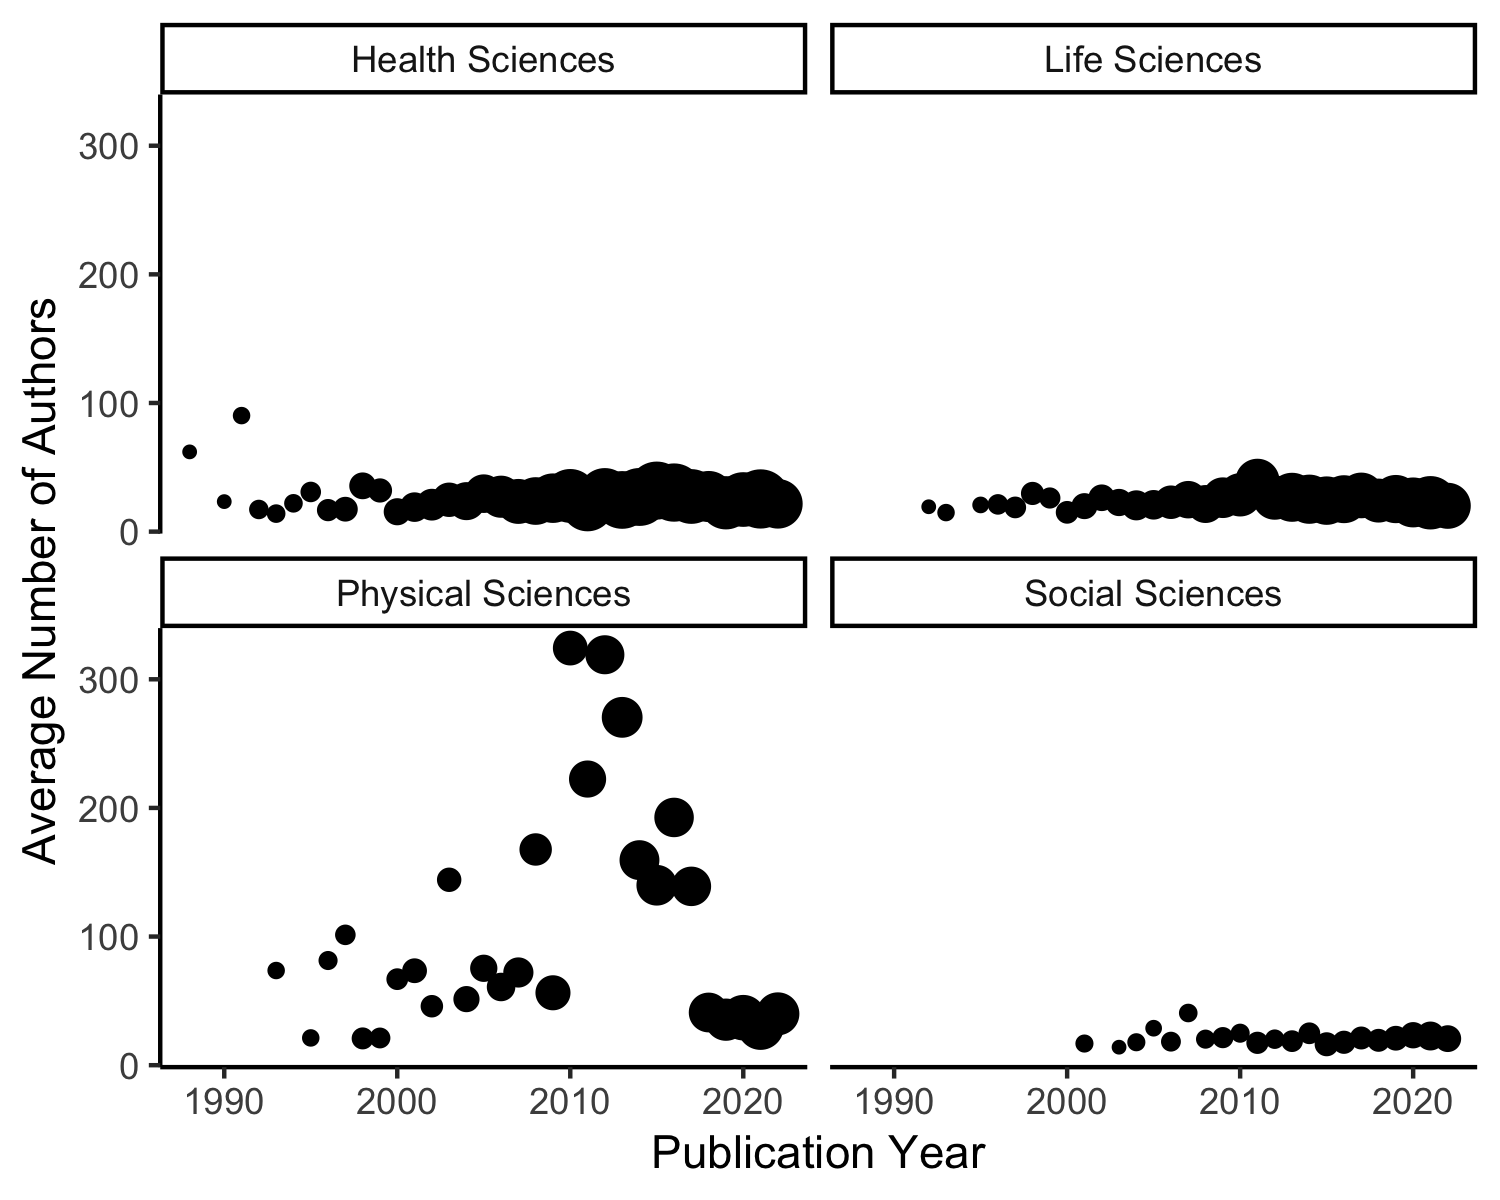 Health Sciences
Life Sciences
300
200
100
0
Physical Sciences
Social Sciences
300
200
100
0
1990 2000 2010 2020 1990 2000 2010 2020
Publication Year
Average Number of Authors